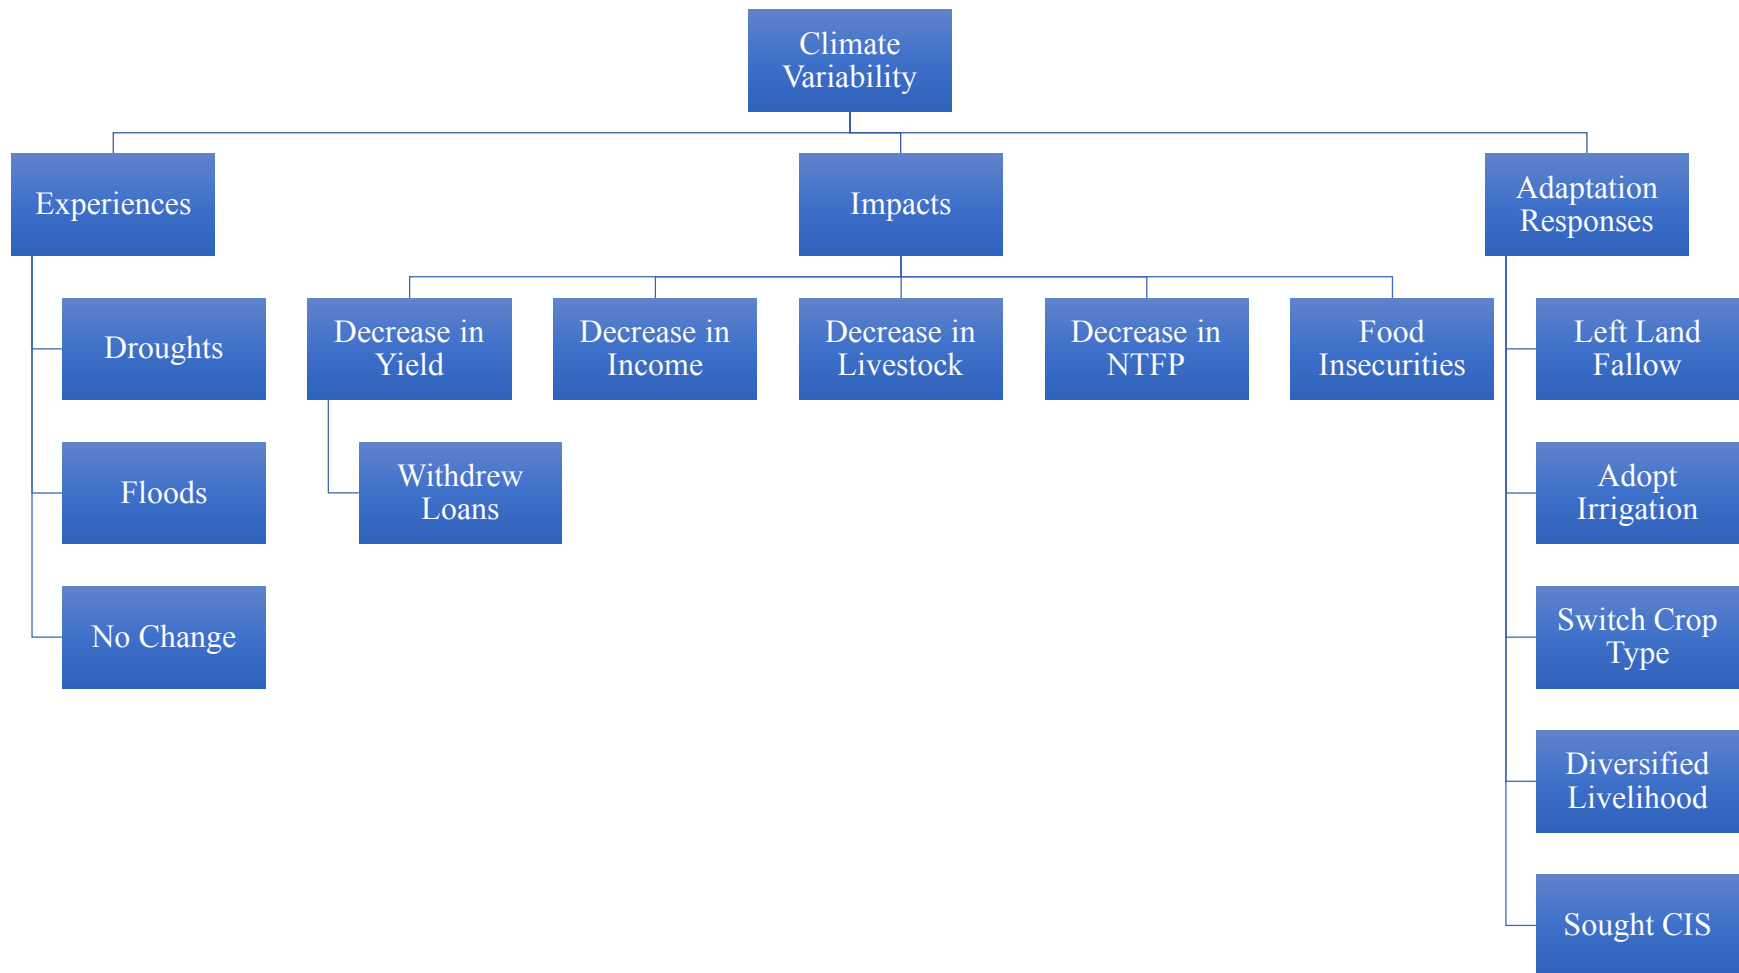 Climate
Variability
Experiences
Impacts
Adaptation
Responses
Droughts
Floods
No Change
Decrease in
Yield
Withdrew
Loans
Decrease in
Income
Decrease in
Livestock
Decrease in
NTFP
Food
Insecurities
Left Land
Fallow
Adopt
Irrigation
Switch Crop
Type
Diversified
Livelihood
Sought CIS